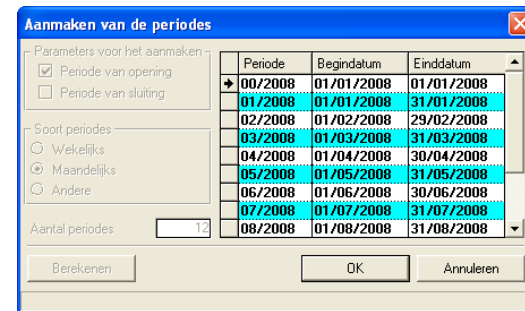 Aanmaken van de periodes
Parameters voor het aanmaken
Periode van opening
Periode van sluiting
Soort periodes
Wekelijks
Maandelijks
Andere
Aantal periodes 12
Periode Begindatum Einddatum
00/2008 01/01/2008 01/01/2008
01/2008 01/01/2008 31/01/2008
02/2008 01/02/2008 29/02/2008
03/2008 01/03/2008 31/03/2008
04/2008 01/04/2008 30/04/2008
05/2008 01/05/2008 31/05/2008
06/2008 01/06/2008 30/06/2008
07/2008 01/07/2008 31/07/2008
08/2008 01/08/2008 31/08/2008
Berekenen OK Annuleren